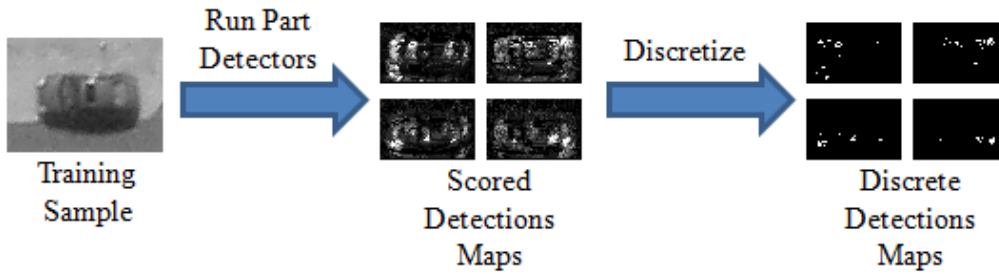 Run Part
Detectors
Discretize
Training
Sample
Scored
Detections
Maps
Discrete
Detections
Maps